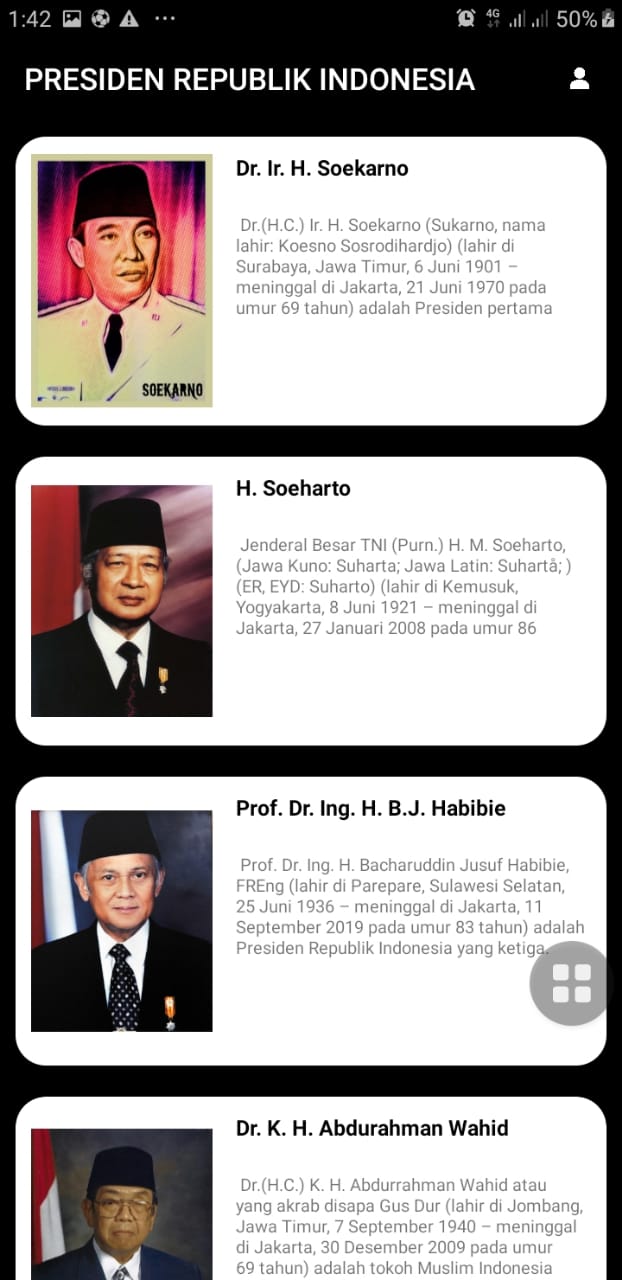 1:42
4G
50%
PRESIDEN REPUBLIK INDONESIA
Dr. Ir. H. Soekarno
Dr.(H.C.) Ir. H. Soekarno (Sukarno, nama
lahir: Koesno Sosrodihardjo) (lahir di
Surabaya, Jawa Timur, 6 Juni 1901 –
meninggal di Jakarta, 21 Juni 1970 pada
umur 69 tahun) adalah Presiden pertama
SOEKARNO
H. Soeharto
Jenderal Besar TNI (Purn.) H. M. Soeharto,
(Jawa Kuno: Suharta; Jawa Latin: Suhartå; )
(ER, EYD: Suharto) (lahir di Kemusuk,
Yogyakarta, 8 Juni 1921 – meninggal di
Jakarta, 27 Januari 2008 pada umur 86
Prof. Dr. Ing. H. B.J. Habibie
Prof. Dr. Ing. H. Bacharuddin Jusuf Habibie,
FREng (lahir di Parepare, Sulawesi Selatan,
25 Juni 1936 – meninggal di Jakarta, 11
September 2019 pada umur 83 tahun) adalah
Presiden Republik Indonesia yang ketiga.
Dr. K. H. Abdurahman Wahid
Dr.(H.C.) K. H. Abdurrahman Wahid atau
yang akrab disapa Gus Dur (lahir di Jombang,
Jawa Timur, 7 September 1940 – meninggal
di Jakarta, 30 Desember 2009 pada umur
69 tahun) adalah tokoh Muslim Indonesia